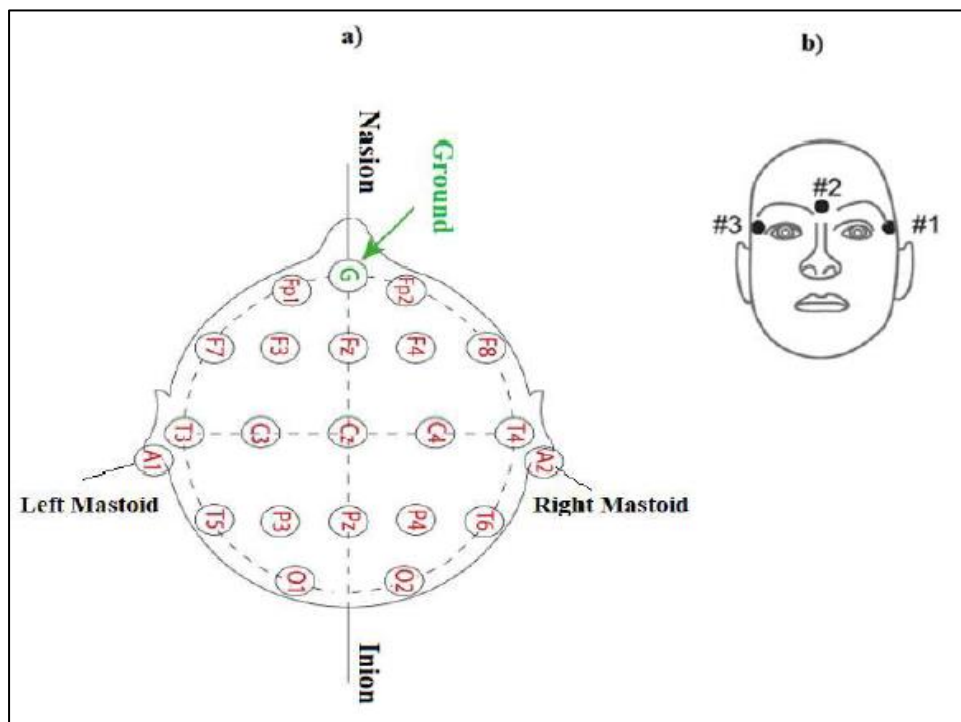 a)
b)
Nasion
Ground
G
Fp1
Fp2
F7
F3
Fz
F4
F8
T3
C3
Cz
C4
T4
A1
A2
Left Mastoid
Right Mastoid
T5
P3
Pz
P4
T6
O1
O2
Inion
#2
#3
#1